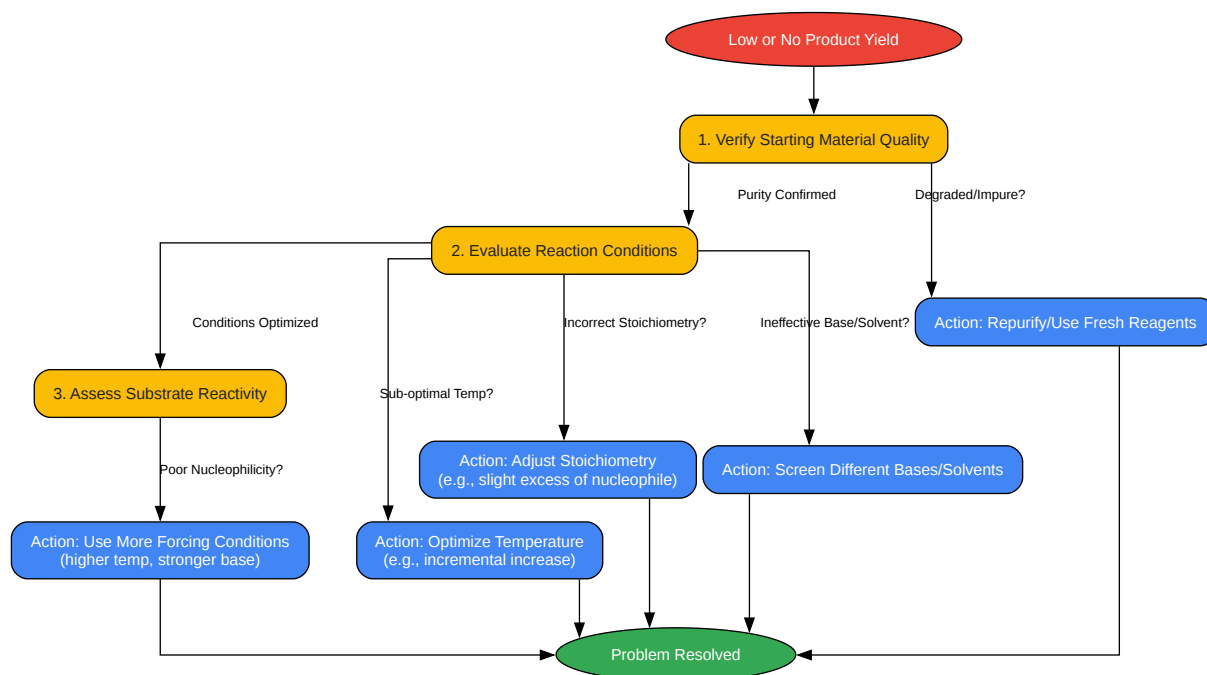 Low or No Product Yield
1. Verify Starting Material Quality
Purity Confirmed
Degraded/Impure?
2. Evaluate Reaction Conditions
Conditions Optimized
Incorrect Stoichiometry?
Ineffective Base/Solvent?
Action: Repurify/Use Fresh Reagents
3. Assess Substrate Reactivity
Sub-optimal Temp?
Poor Nucleophilicity?
Action: Adjust Stoichiometry
(e.g., slight excess of nucleophile)
Action: Screen Different Bases/Solvents
Action: Use More Forcing Conditions
(higher temp, stronger base)
Action: Optimize Temperature
(e.g., incremental increase)
Problem Resolved